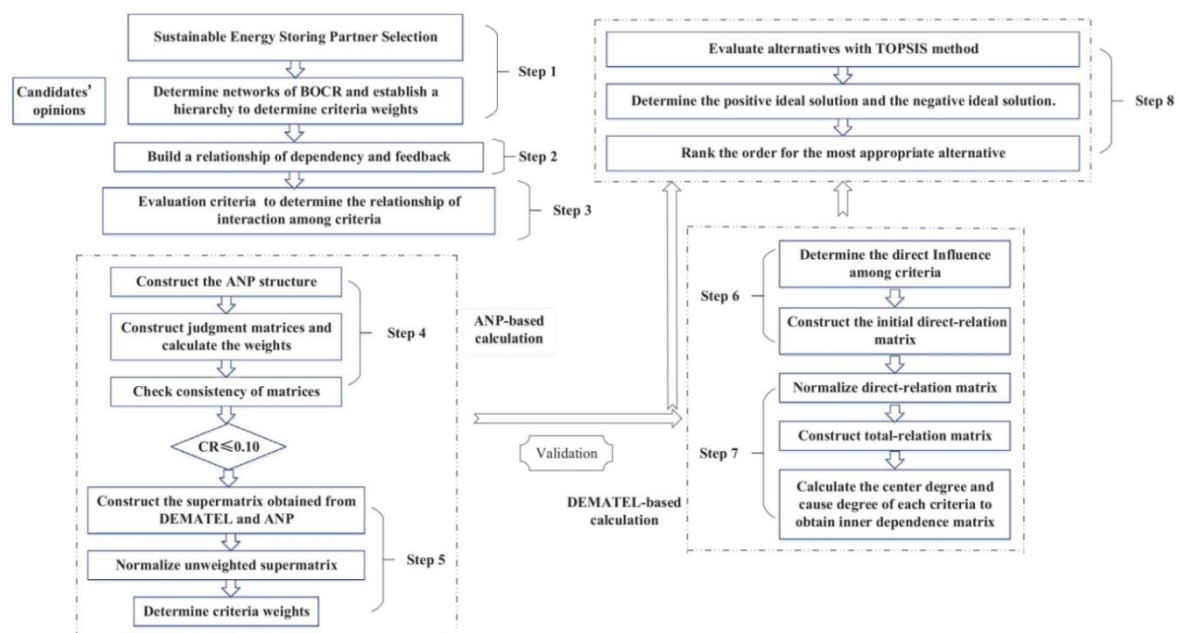 Sustainable Energy Storing Partner Selection
Step 1
Candidates'
opinions
Determine networks of BOCR and establish a
hierarchy to determine criteria weights
Build a relationship of dependency and feedback
Step 2
Evaluation criteria to determine the relationship of
interaction among criteria
Step 3
Construct the ANP structure
Construct judgment matrices and
calculate the weights
Step 4
Check consistency of matrices
CR≤0.10
Construct the supermatrix obtained from
DEMATEL and ANP
Normalize unweighted supermatrix
Step 5
Determine criteria weights
ANP-based
calculation
Validation
DEMATEL-based
calculation
Evaluate alternatives with TOPSIS method
Determine the positive ideal solution and the negative ideal solution.
Step 8
Rank the order for the most appropriate alternative
Determine the direct Influence
among criteria
Step 6
Construct the initial direct-relation
matrix
Normalize direct-relation matrix
Construct total-relation matrix
Step 7
Calculate the center degree and
cause degree of each criteria to
obtain inner dependence matrix